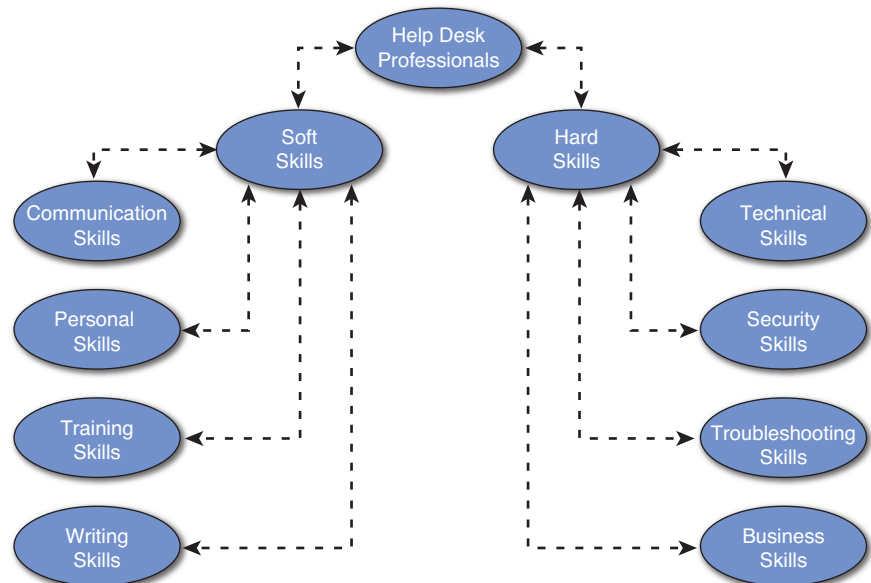 Help Desk
Professionals
Soft
Skills
Hard
Skills
Communication
Skills
Technical
Skills
Personal
Skills
Security
Skills
Training
Skills
Troubleshooting
Skills
Writing
Skills
Business
Skills